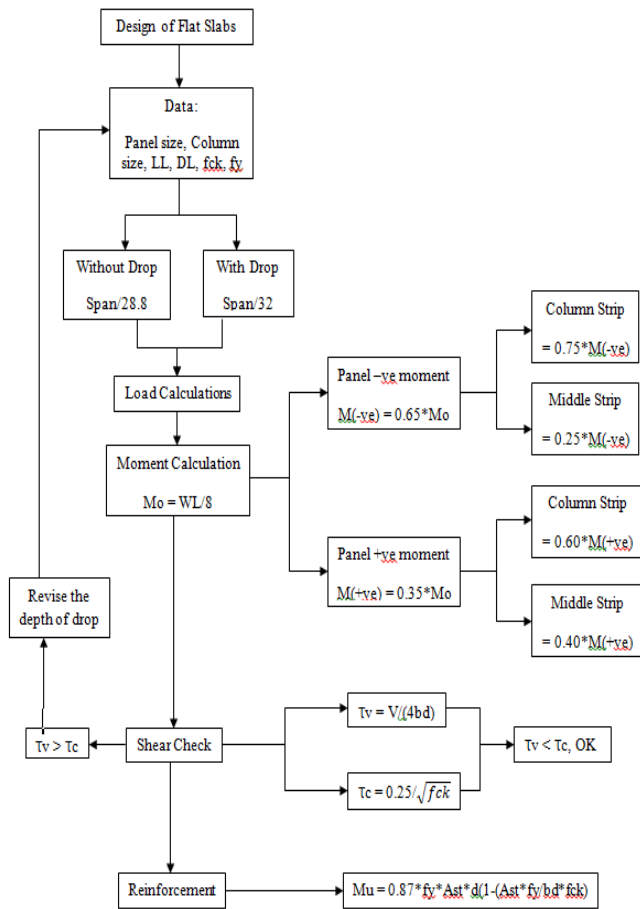 Design of Flat Slabs
Data:
Panel size, Column
size, LL, DL, fck, fy
Without Drop
Span/28.8
With Drop
Span/32
Load Calculations
Moment Calculation
Mo = WL/8
Panel –ve moment
M(-ve) = 0.65*Mo
Column Strip
= 0.75*M(-ve)
Middle Strip
= 0.25*M(-ve)
Panel +ve moment
M(+ve) = 0.35*Mo
Column Strip
= 0.60*M(+ve)
Middle Strip
= 0.40*M(+ve)
Revise the
depth of drop
τv > τc
Shear Check
τv = V/(4bd)
τc = 0.25/√fck
τv < τc, OK
Reinforcement
Mu = 0.87*fy*Ast*d(1-(Ast*fy/bd*fck)